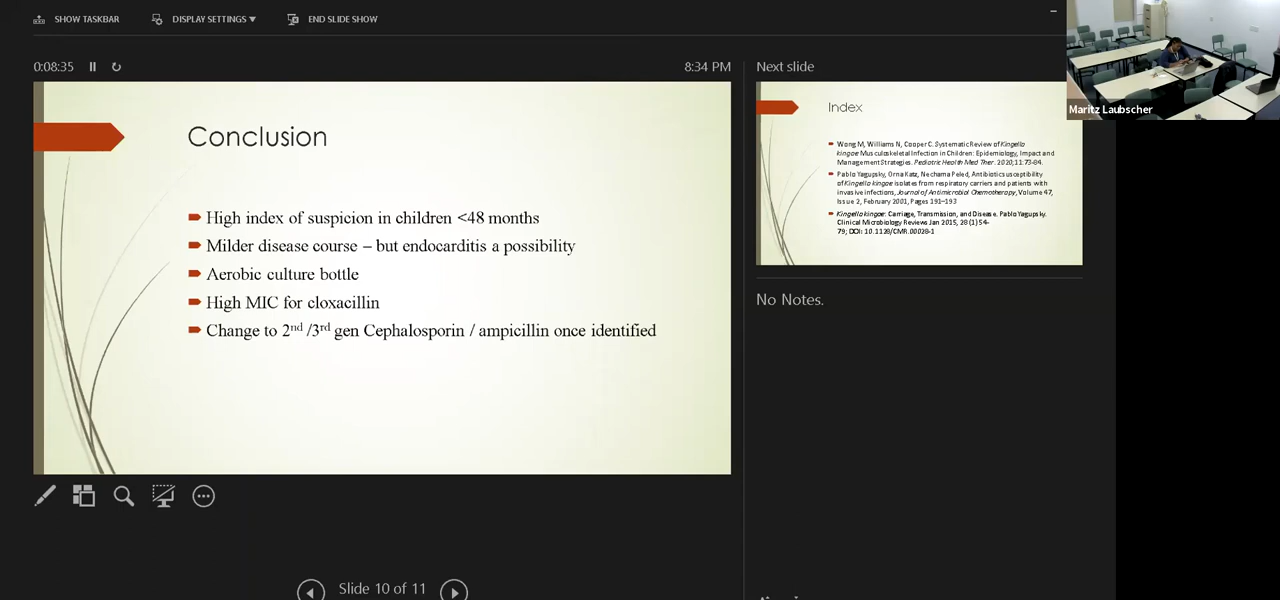 SHOW TASKBAR
DISPLAY SETTINGS
END SLIDE SHOW
0:08:35
8:34 PM
Conclusion
High index of suspicion in children <48 months
Milder disease course – but endocarditis a possibility
Aerobic culture bottle
High MIC for cloxacillin
Change to 2nd /3rd gen Cephalosporin / ampicillin once identified
Slide 10 of 11
Next slide
Index
Wong M, Williams N, Cooper C. Systematic Review of Kingella
kingae Musculoskeletal Infection in Children: Epidemiology, Impact and
Management Strategies. Pediatric Health Med Ther. 2020;11:73-84.
Pablo Yagupsky, Orna Katz, Nechama Peled, Antibiotic susceptibility
of Kingella kingae isolates from respiratory carriers and patients with
invasive infections, Journal of Antimicrobial Chemotherapy, Volume 47,
Issue 2, February 2001, Pages 191–193
Kingella kingae: Carriage, Transmission, and Disease. Pablo Yagupsky.
Clinical Microbiology Reviews Jan 2015, 28 (1) 54-
79; DOI: 10.1128/CMR.00028-1
No Notes.
Maritz Laubscher